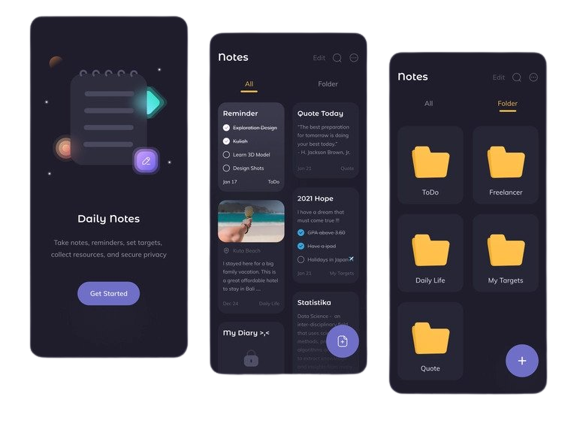 Daily Notes
Take notes, reminders, set targets,
collect resources, and secure privacy
Get Started
Notes
Edit
All
Folder
Reminder
Exploration Design
Kuliah
Learn 3D Model
Design Shots
Jan 17
ToDo
Quote Today
"The best preparation
for tomorrow is doing
your best today."
- H. Jackson Brown, Jr.
Jan 21
Quote
Kuta Beach
I stayed here for a big
family vacation. This is
a great affordable hotel
to stay in Bali ....
Dec 24
Daily Life
2021 Hope
I have a dream that
must come true !!!
GPA above 3.60
Have a ipad
Holidays in Japan
Jan 21
My Targets
My Diary >,<
Statistika
Data Science - an
inter-disciplinary
that uses
methods,
Notes
Edit
All
Folder
ToDo
Freelancer
Daily Life
My Targets
Quote